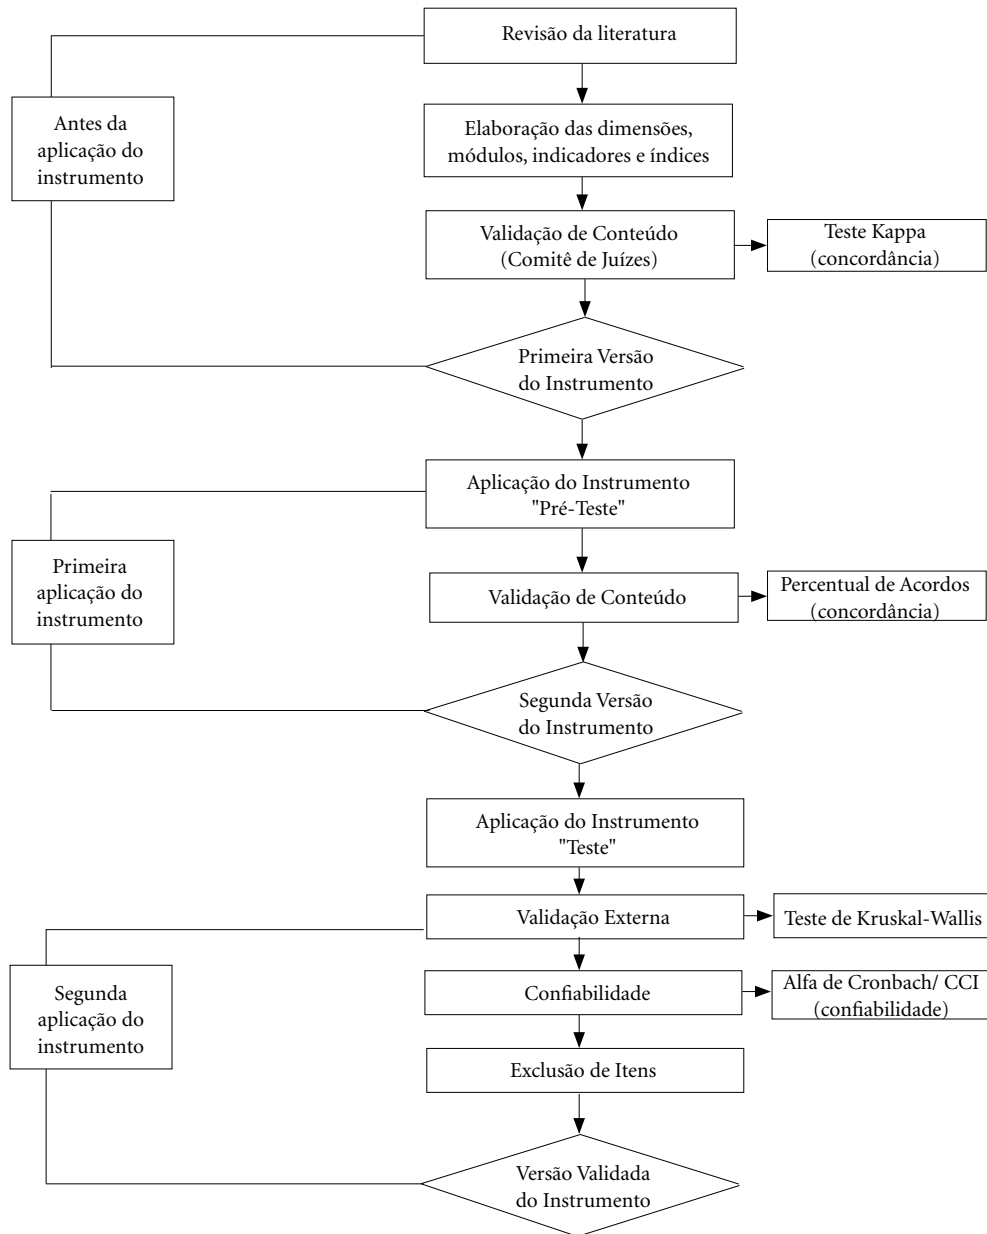 Revisão da literatura
Antes da
aplicação do
instrumento
Elaboração das dimensões,
módulos, indicadores e índices
Validação de Conteúdo
(Comitê de Juízes)
Teste Kappa
(concordância)
Primeira Versão
do Instrumento
Aplicação do Instrumento
"Pré-Teste"
Primeira
aplicação do
instrumento
Validação de Conteúdo
Percentual de Acordos
(concordância)
Segunda Versão
do Instrumento
Aplicação do Instrumento
"Teste"
Validação Externa
Teste de Kruskal-Wallis
Segunda
aplicação do
instrumento
Confiabilidade
Alfa de Cronbach/ CCI
(confiabilidade)
Exclusão de Itens
Versão Validada
do Instrumento